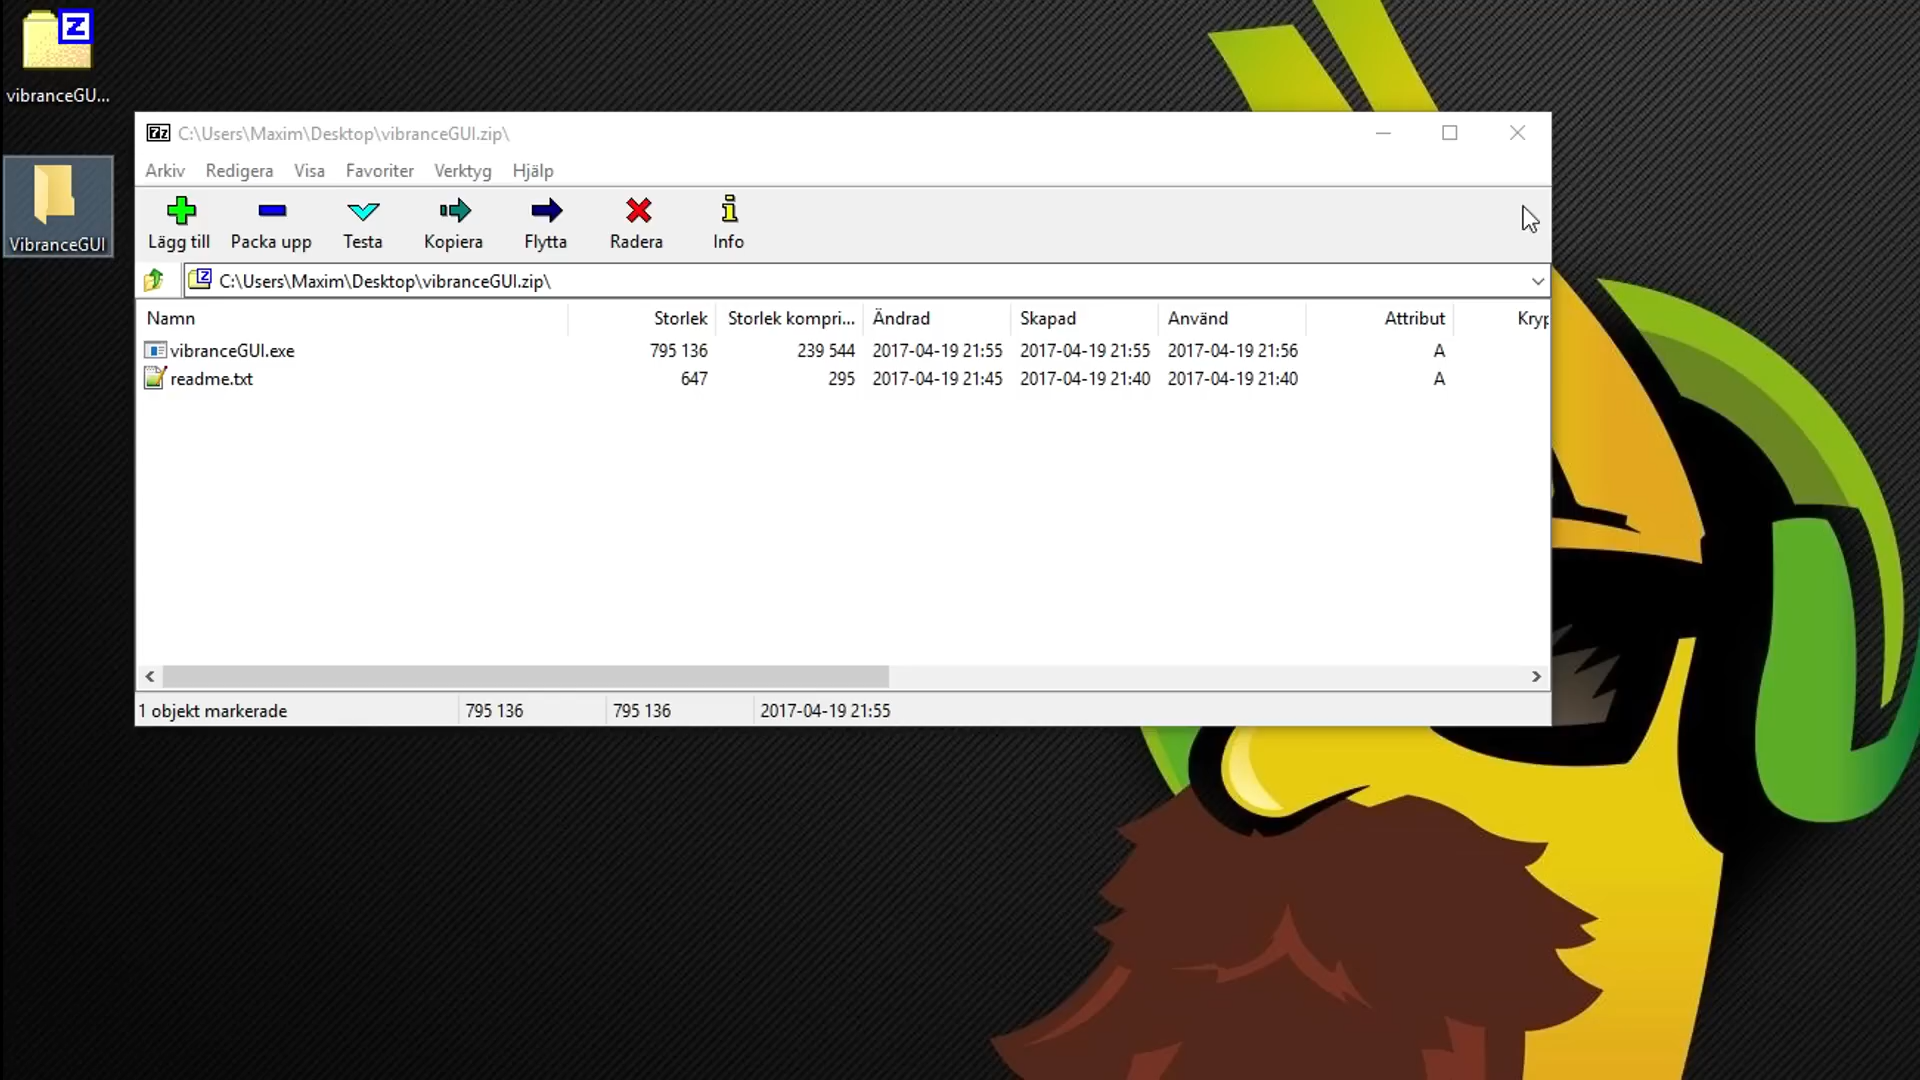 vibranceGU...
VibranceGUI
C:\Users\Maxim\Desktop\vibranceGUI.zip\
Arkiv Redigera Visa Favoriter Verktyg Hjälp
Lägg till Packa upp Testa Kopiera Flytta Radera Info
C:\Users\Maxim\Desktop\vibranceGUI.zip\
Namn Storlek Storlek kompri... Ändrad Skapad Använd Attribut Kryp
vibranceGUI.exe 795 136 239 544 2017-04-19 21:55 2017-04-19 21:55 2017-04-19 21:56 A
readme.txt 647 295 2017-04-19 21:45 2017-04-19 21:40 2017-04-19 21:40 A
1 objekt markerade 795 136 795 136 2017-04-19 21:55